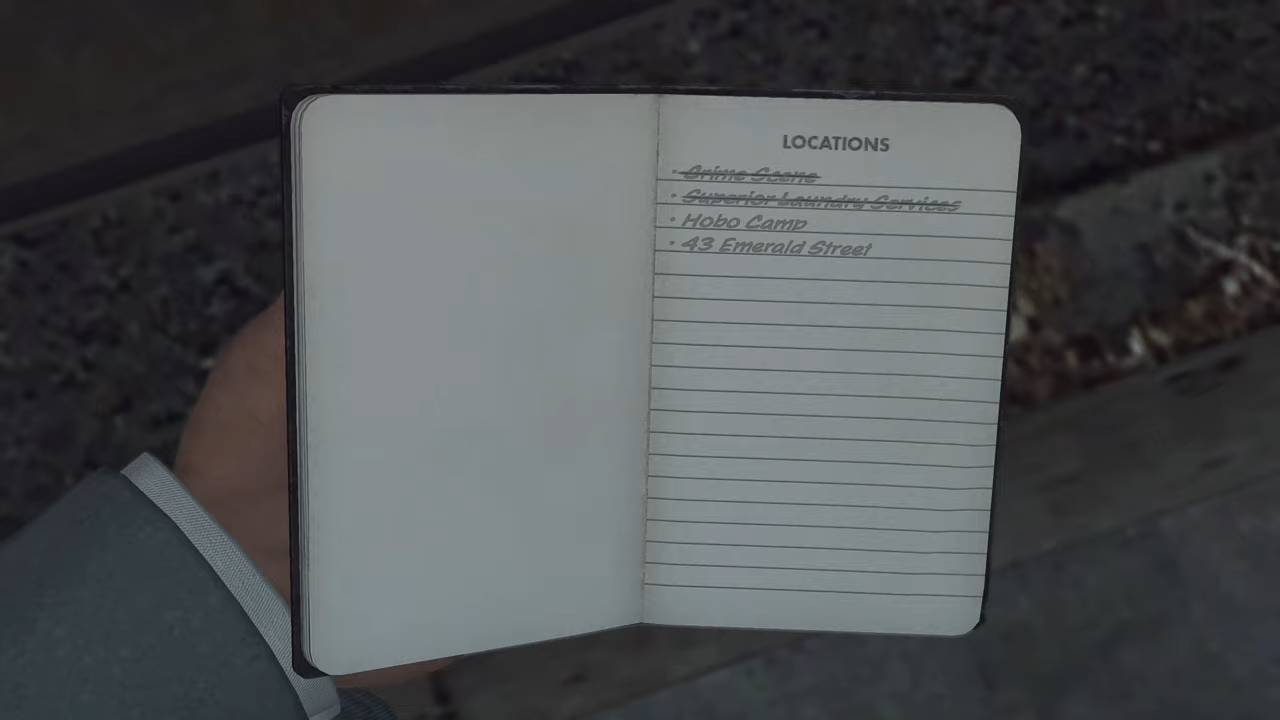 LOCATIONS
· Crime Scene
· Superior Laundry Services
· Hobo Camp
· 43 Emerald Street